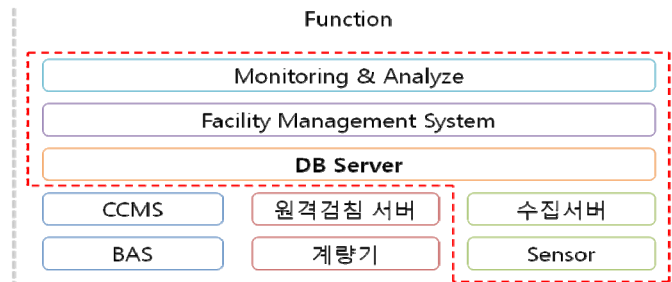 Function
Monitoring & Analyze
Facility Management System
DB Server
CCMS 원격검침 서버 수집서버
BAS 계량기 Sensor